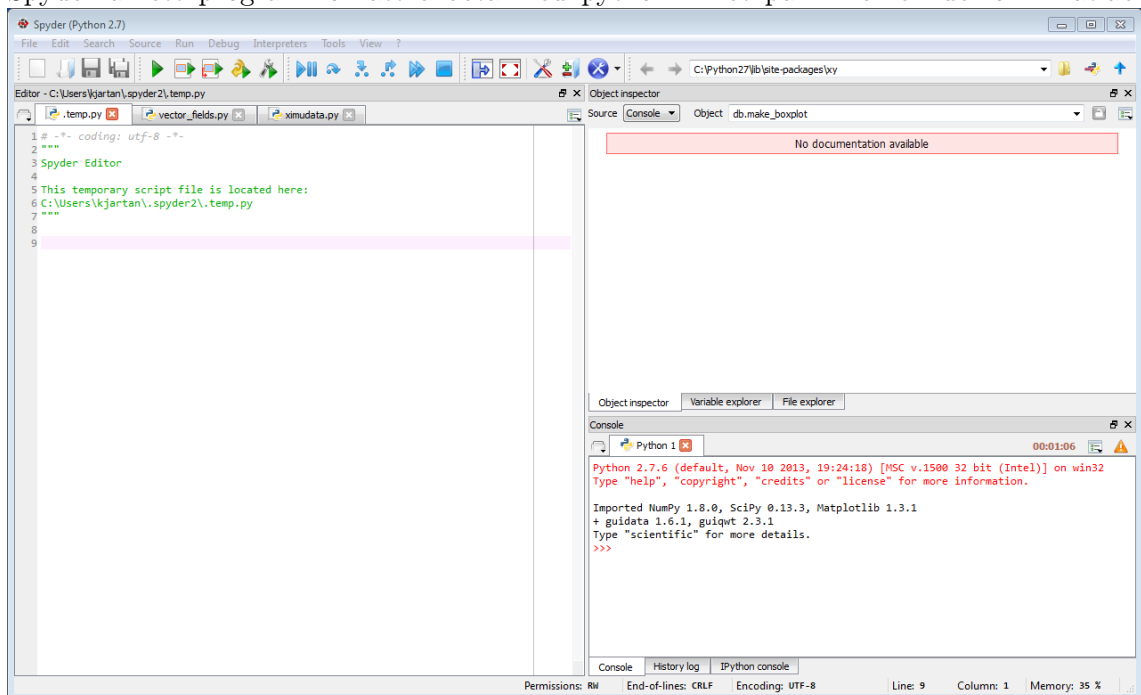 Spyder (Python 2.7)
File Edit Search Source Run Debug Interpreters Tools View ?
C:\Python27\lib\site-packages\xy
Editor - C:\Users\kjartan\.spyder2\.temp.py
.temp.py vector_fields.py ximudata.py
1 # -*- coding: utf-8 -*-
2 """
3 Spyder Editor
4
5 This temporary script file is located here:
6 C:\Users\kjartan\.spyder2\.temp.py
7 """
8
9
Object inspector
Source Console Object db.make_boxplot
No documentation available
Object inspector Variable explorer File explorer
Console
Python 1 00:01:06
Python 2.7.6 (default, Nov 10 2013, 19:24:18) [MSC v.1500 32 bit (Intel)] on win32
Type "help", "copyright", "credits" or "license" for more information.
Imported NumPy 1.8.0, SciPy 0.13.3, Matplotlib 1.3.1
+ guidata 1.6.1, guiqwt 2.3.1
Type "scientific" for more details.
>>>
Console History log IPython console
Permissions: RW End-of-lines: CRLF Encoding: UTF-8 Line: 9 Column: 1 Memory: 35 %